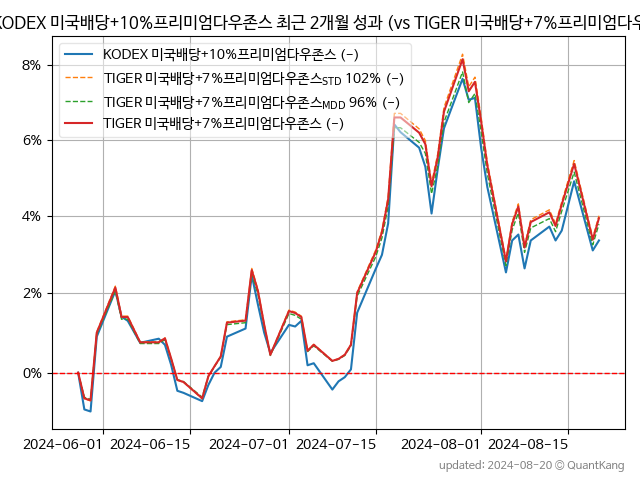 KODEX 미국배당+10%프리미엄다우존스 최근 2개월 성과 (vs TIGER 미국배당+7%프리미엄다우
KODEX 미국배당+10%프리미엄다우존스 (-)
TIGER 미국배당+7%프리미엄다우존스STD 102% (-)
TIGER 미국배당+7%프리미엄다우존스MDD 96% (-)
TIGER 미국배당+7%프리미엄다우존스 (-)
8%
6%
4%
2%
0%
2024-06-01 2024-06-15 2024-07-01 2024-07-15 2024-08-01 2024-08-15
updated: 2024-08-20 © QuantKang